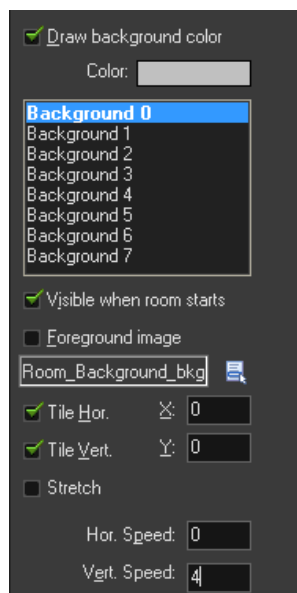 Draw background color
Color:
Background 0
Background 1
Background 2
Background 3
Background 4
Background 5
Background 6
Background 7
Visible when room starts
Foreground image
Room_Background_bkg
Tile Hor. X: 0
Tile Vert. Y: 0
Stretch
Hor. Speed: 0
Vert. Speed: 4